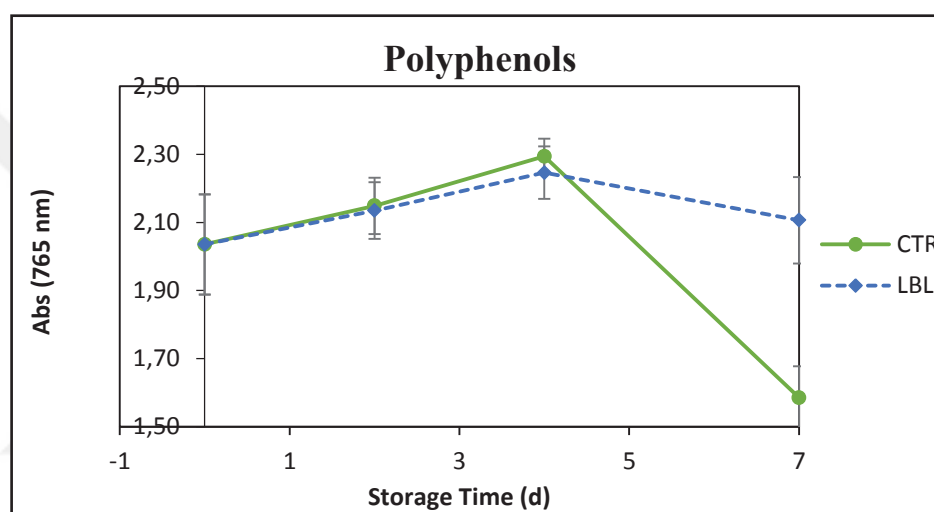 Polyphenols
2,50
2,30
2,10
1,90
1,70
1,50
Abs (765 nm)
-1 1 3 5 7
Storage Time (d)
CTR
LBL